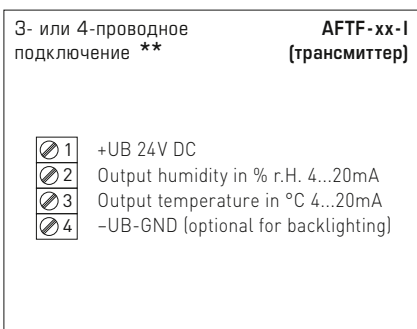 3- или 4-проводное
подключение **
AFTF-xx-I
(трансмиттер)
1 +UB 24V DC
2 Output humidity in % r.H. 4...20mA
3 Output temperature in °C 4...20mA
4 –UB-GND (optional for backlighting)